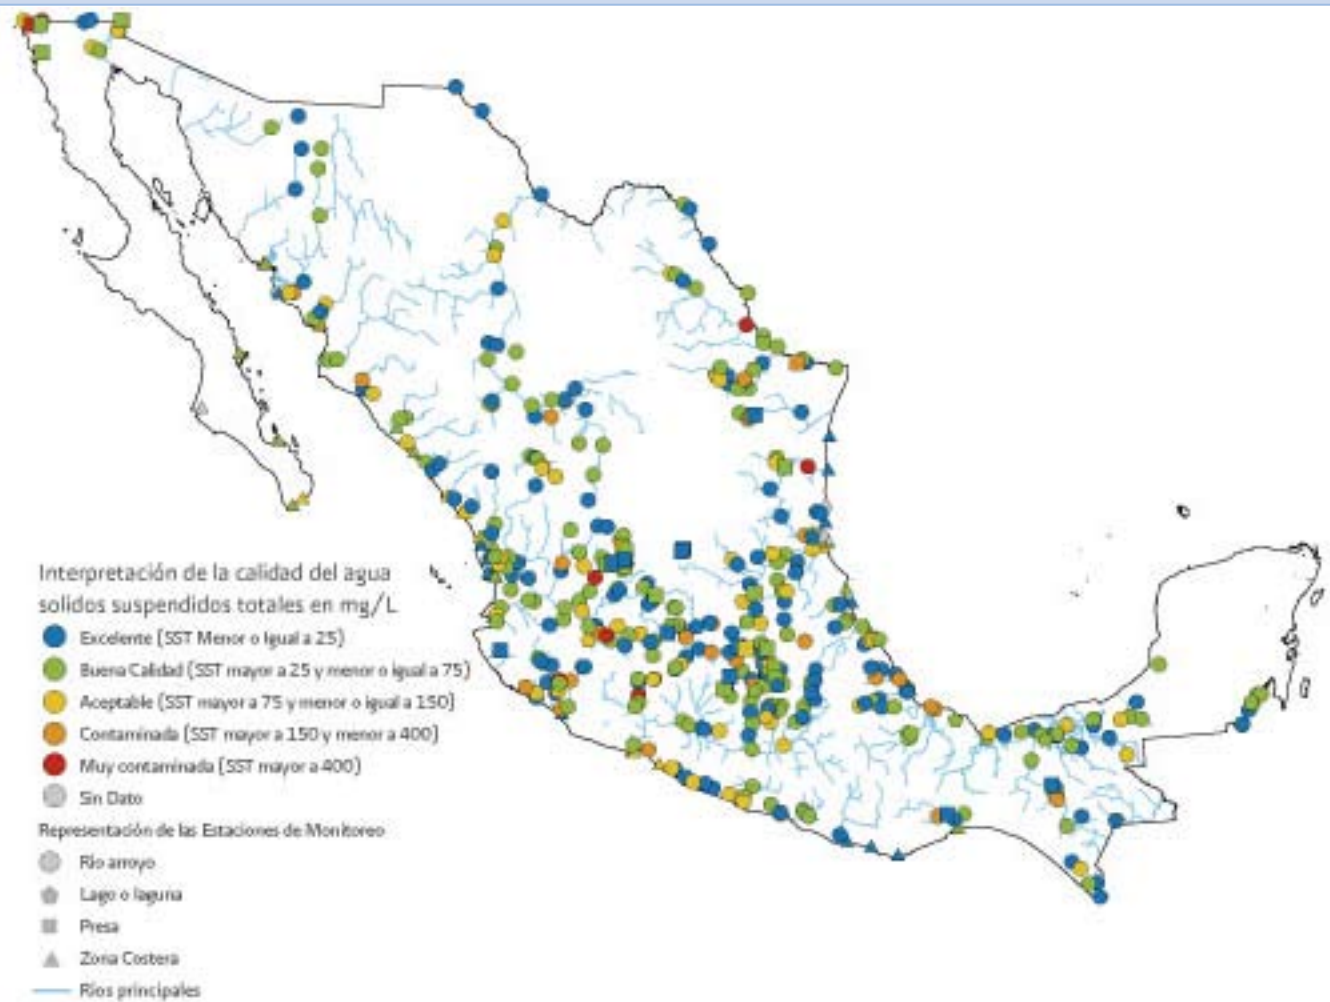 Interpretación de la calidad del agua
solidos suspendidos totales en mg/L
Excelente (SST Menor o Igual a 25)
Buena Calidad (SST mayor a 25 y menor o igual a 75)
Aceptable (SST mayor a 75 y menor o igual a 150)
Contaminada (SST mayor a 150 y menor a 400)
Muy contaminada (SST mayor a 400)
Sin Dato
Representación de las Estaciones de Monitoreo
Río arroyo
Lago o laguna
Presa
Zona Costera
Ríos principales